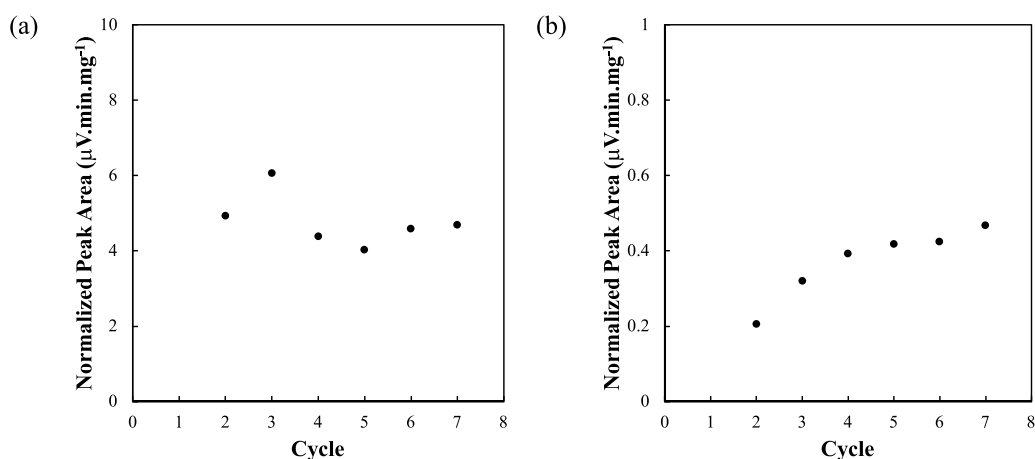 (a)
Normalized Peak Area (μV.min.mg⁻¹)
10
8
6
4
2
0
0 1 2 3 4 5 6 7 8
Cycle
(b)
Normalized Peak Area (μV.min.mg⁻¹)
1
0.8
0.6
0.4
0.2
0
0 1 2 3 4 5 6 7 8
Cycle